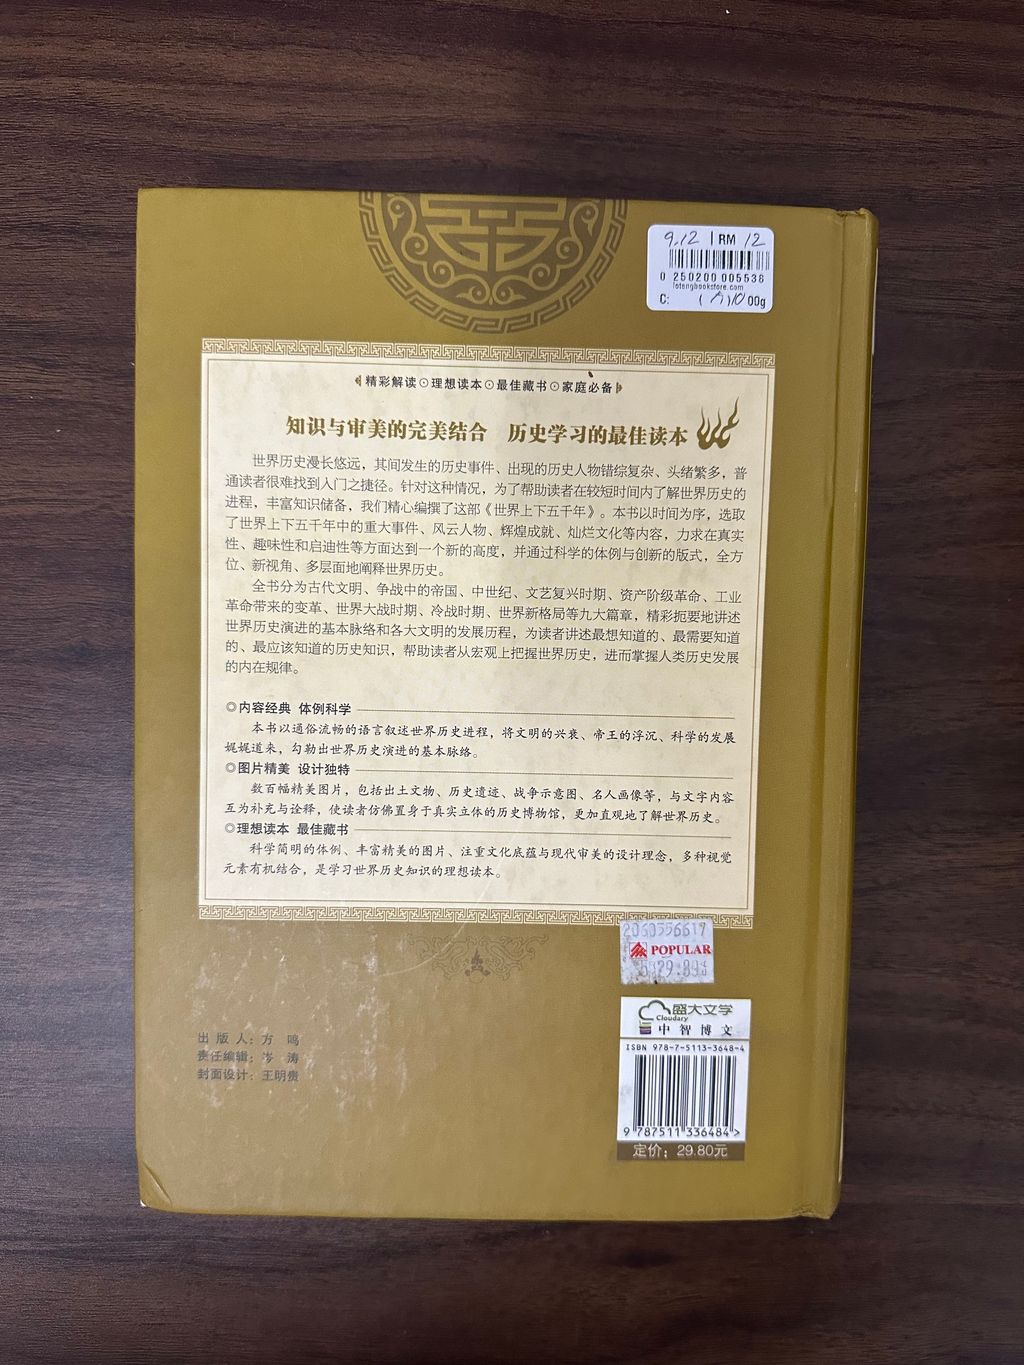 9.12 | RM 12
0 250200 005536
C: 00g
精彩解读⊙理想读本⊙最佳藏书⊙家庭必备
知识与审美的完美结合 历史学习的最佳读本
世界历史漫长悠远，其间发生的历史事件、出现的历史人物错综复杂、头绪繁多，普
通读者很难找到入门之捷径。针对这种情况，为了帮助读者在较短时间内了解世界历史的
进程，丰富知识储备，我们精心编撰了这部《世界上下五千年》。本书以时间为序，选取
了世界上下五千年中的重大事件、风云人物、辉煌成就、灿烂文化等内容，力求在真实
性、趣味性和启迪性等方面达到一个新的高度，并通过科学的体例与创新的版式，全方
位、新视角、多层面地阐释世界历史。
全书分为古代文明、争战中的帝国、中世纪、文艺复兴时期、资产阶级革命、工业
革命带来的变革、世界大战时期、冷战时期、世界新格局等九大篇章，精彩扼要地讲述
世界历史演进的基本脉络和各大文明的发展历程，为读者讲述最想知道的、最需要知道
的、最应该知道的历史知识，帮助读者从宏观上把握世界历史，进而掌握人类历史发展
的内在规律。
◎内容经典 体例科学
本书以通俗流畅的语言叙述世界历史进程，将文明的兴衰、帝王的浮沉、科学的发展
娓娓道来，勾勒出世界历史演进的基本脉络。
◎图片精美 设计独特
数百幅精美图片，包括出土文物、历史遗迹、战争示意图、名人画像等，与文字内容
互为补充与诠释，使读者仿佛置身于真实立体的历史博物馆，更加直观地了解世界历史。
◎理想读本 最佳藏书
科学简明的体例、丰富精美的图片、注重文化底蕴与现代审美的设计理念，多种视觉
元素有机结合，是学习世界历史知识的理想读本。
POPULAR
盛大文学
Cloudary
中智博文
ISBN 978-7-5113-3648-4
9 787511 336484 >
定价：29.80元
出版人：方 鸣
责任编辑：岑 涛
封面设计：王明贵